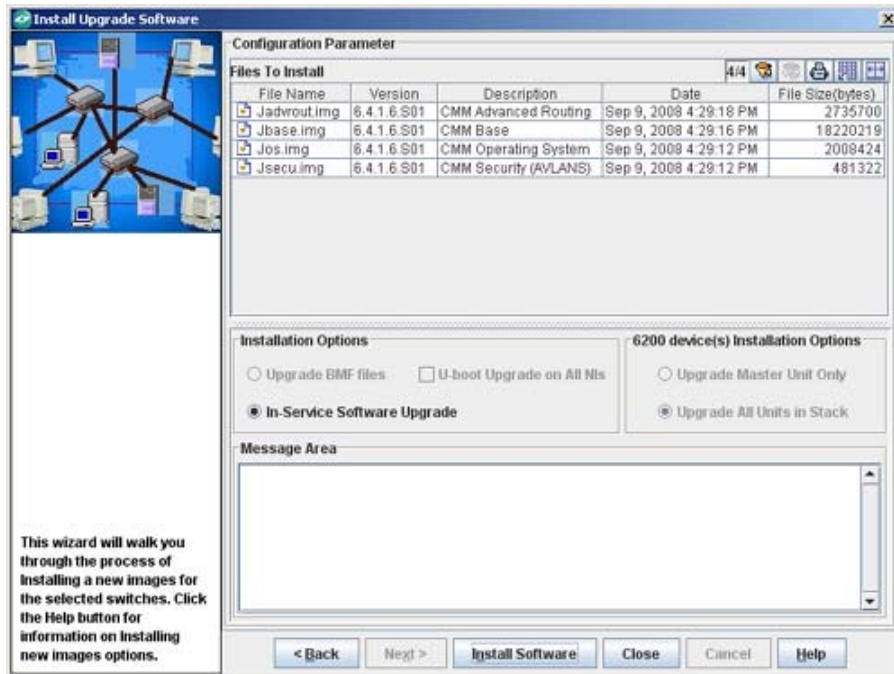 Install Upgrade Software
Configuration Parameter
Files To Install
4/4
File Name Version Description Date File Size(bytes)
Jadvrout.img 6.4.1.6.S01 CMM Advanced Routing Sep 9, 2008 4:29:18 PM 2735700
Jbase.img 6.4.1.6.S01 CMM Base Sep 9, 2008 4:29:16 PM 18220219
Jos.img 6.4.1.6.S01 CMM Operating System Sep 9, 2008 4:29:12 PM 2008424
Jsecu.img 6.4.1.6.S01 CMM Security (AVLANS) Sep 9, 2008 4:29:12 PM 481322
Installation Options
Upgrade BMF files U-boot Upgrade on All NIs
In-Service Software Upgrade
6200 device(s) Installation Options
Upgrade Master Unit Only
Upgrade All Units in Stack
Message Area
This wizard will walk you
through the process of
Installing a new images for
the selected switches. Click
the Help button for
information on Installing
new images options.
< Back Next > Install Software Close Cancel Help